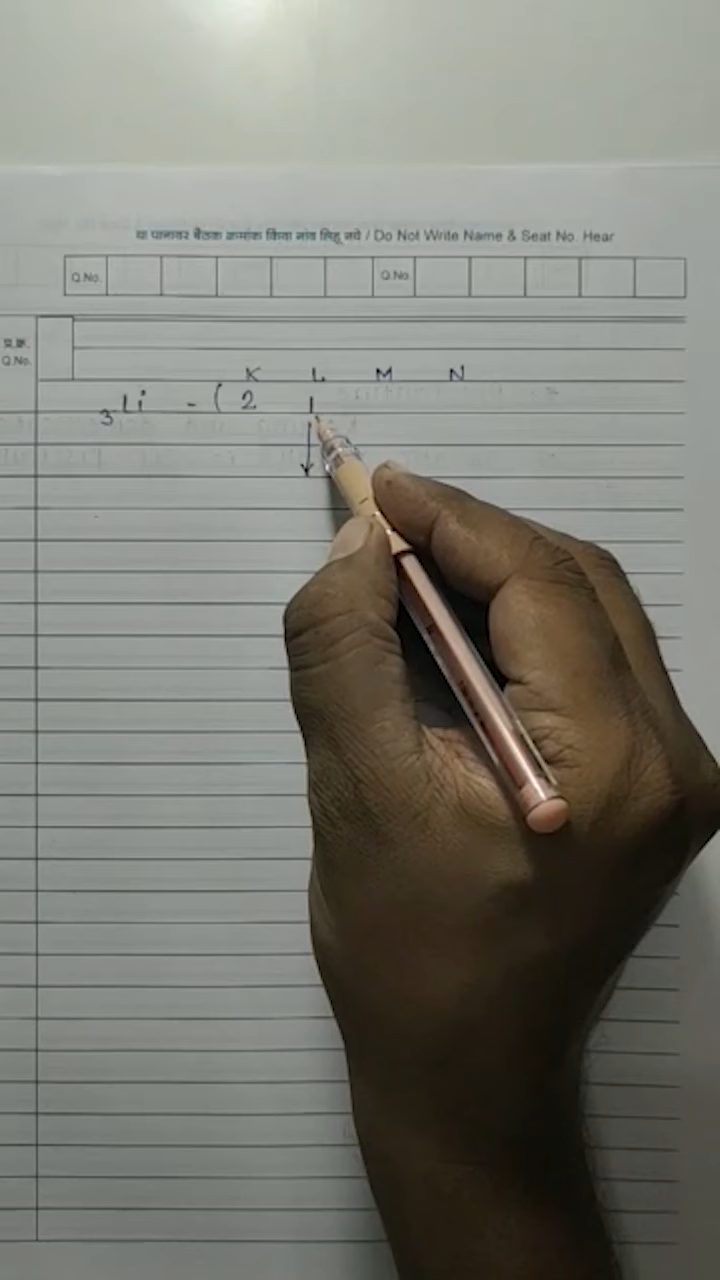 या पानावर बैठक क्रमांक किंवा नांव लिहू नये / Do Not Write Name & Seat No. Hear
Q.No. Q.No.
प्र.क्र.
Q.No.
K L M N
3Li - ( 2 1